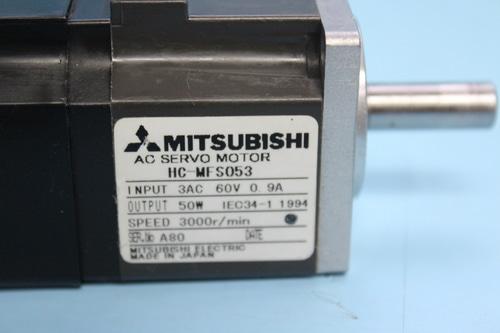 MITSUBISHI
AC SERVO MOTOR
HC-MFS053
INPUT 3AC 60V 0.9A
OUTPUT 50W IEC34-1 1994
SPEED 3000r/min
SER.No A80 DATE
MITSUBISHI ELECTRIC
MADE IN JAPAN